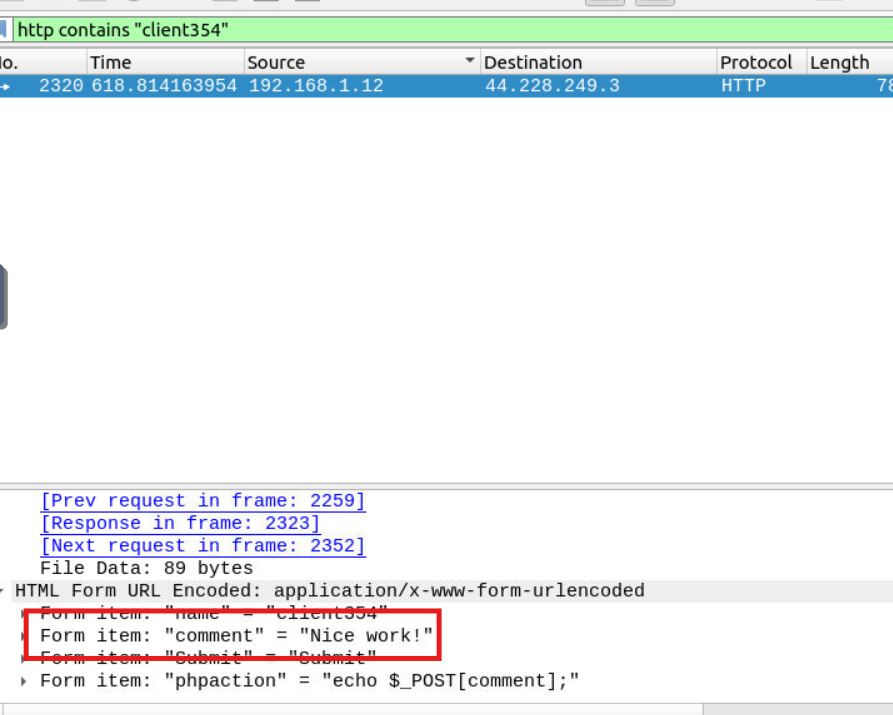 http contains "client354"
No. Time Source Destination Protocol Length
2320 618.814163954 192.168.1.12 44.228.249.3 HTTP 78
[Prev request in frame: 2259]
[Response in frame: 2323]
[Next request in frame: 2352]
File Data: 89 bytes
HTML Form URL Encoded: application/x-www-form-urlencoded
Form item: "name" = "client354"
Form item: "comment" = "Nice work!"
Form item: "Submit" = "Submit"
Form item: "phpaction" = "echo $_POST[comment];"